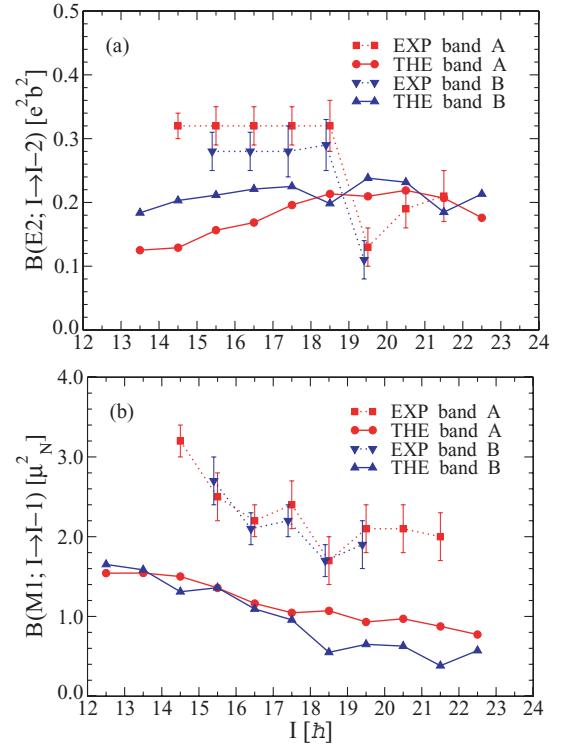 (a)
EXP band A
THE band A
EXP band B
THE band B
B(E2; I→I−2) [e²b²]
0.5
0.4
0.3
0.2
0.1
0.0
12 13 14 15 16 17 18 19 20 21 22 23 24
(b)
EXP band A
THE band A
EXP band B
THE band B
B(M1; I→I−1) [μ²_N]
4.0
3.0
2.0
1.0
0.0
12 13 14 15 16 17 18 19 20 21 22 23 24
I [ħ]